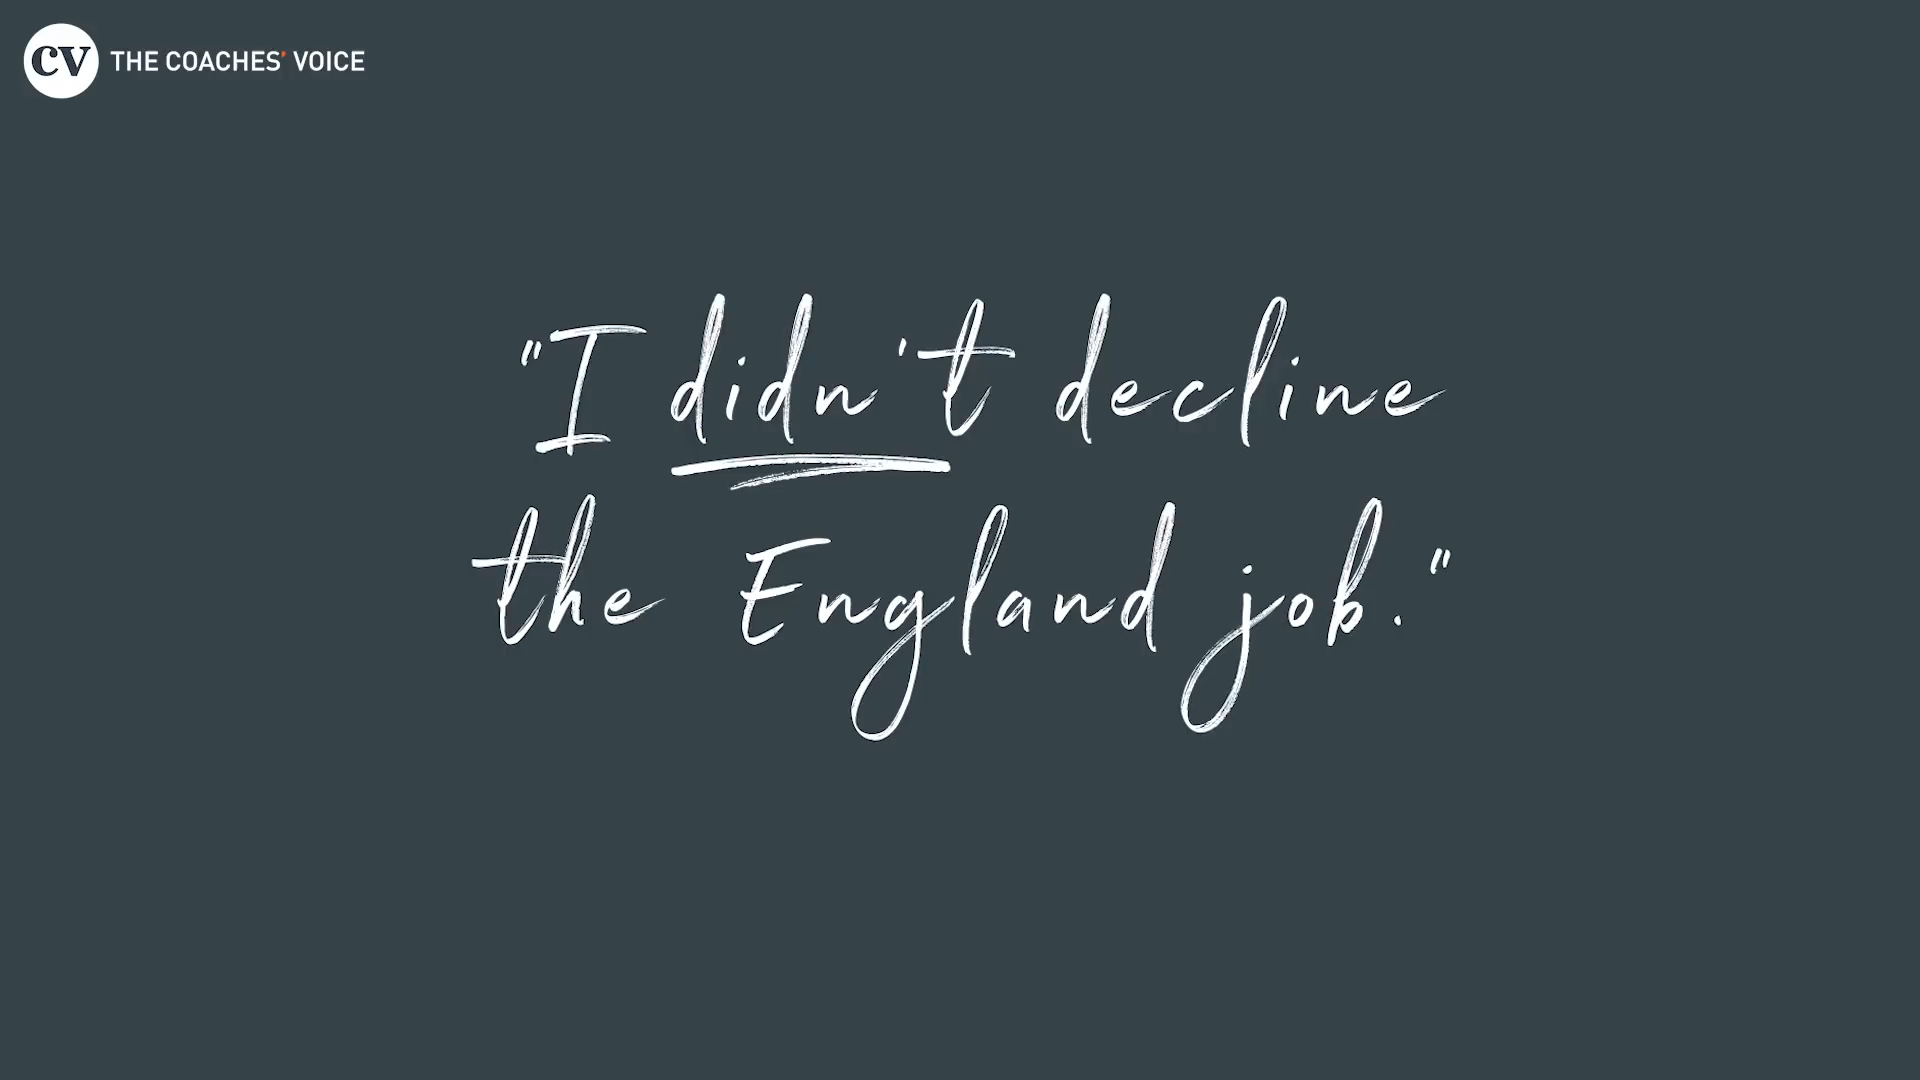 CV THE COACHES' VOICE
"I didn't decline
the England job."